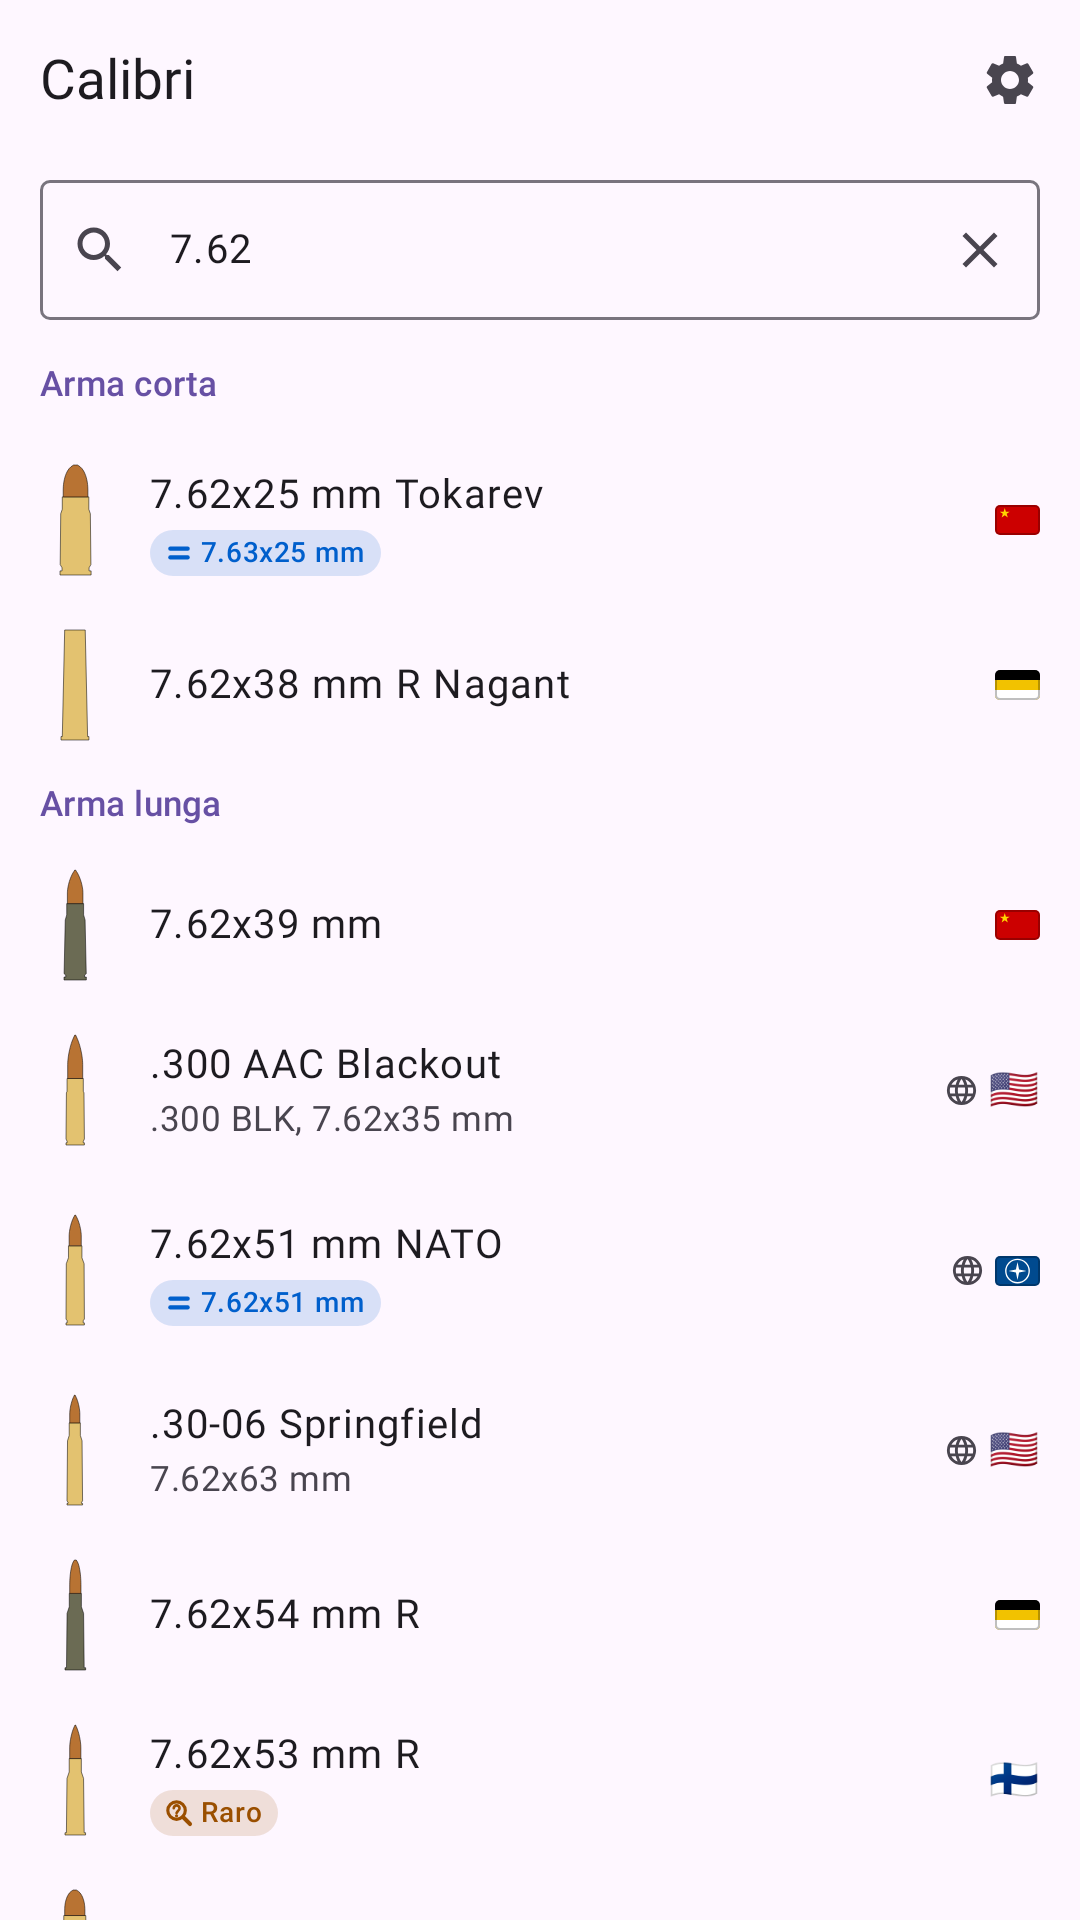 Calibri
7.62
Arma corta
7.62x25 mm Tokarev
= 7.63x25 mm
7.62x38 mm R Nagant
Arma lunga
7.62x39 mm
.300 AAC Blackout
.300 BLK, 7.62x35 mm
7.62x51 mm NATO
= 7.62x51 mm
.30-06 Springfield
7.62x63 mm
7.62x54 mm R
7.62x53 mm R
Raro